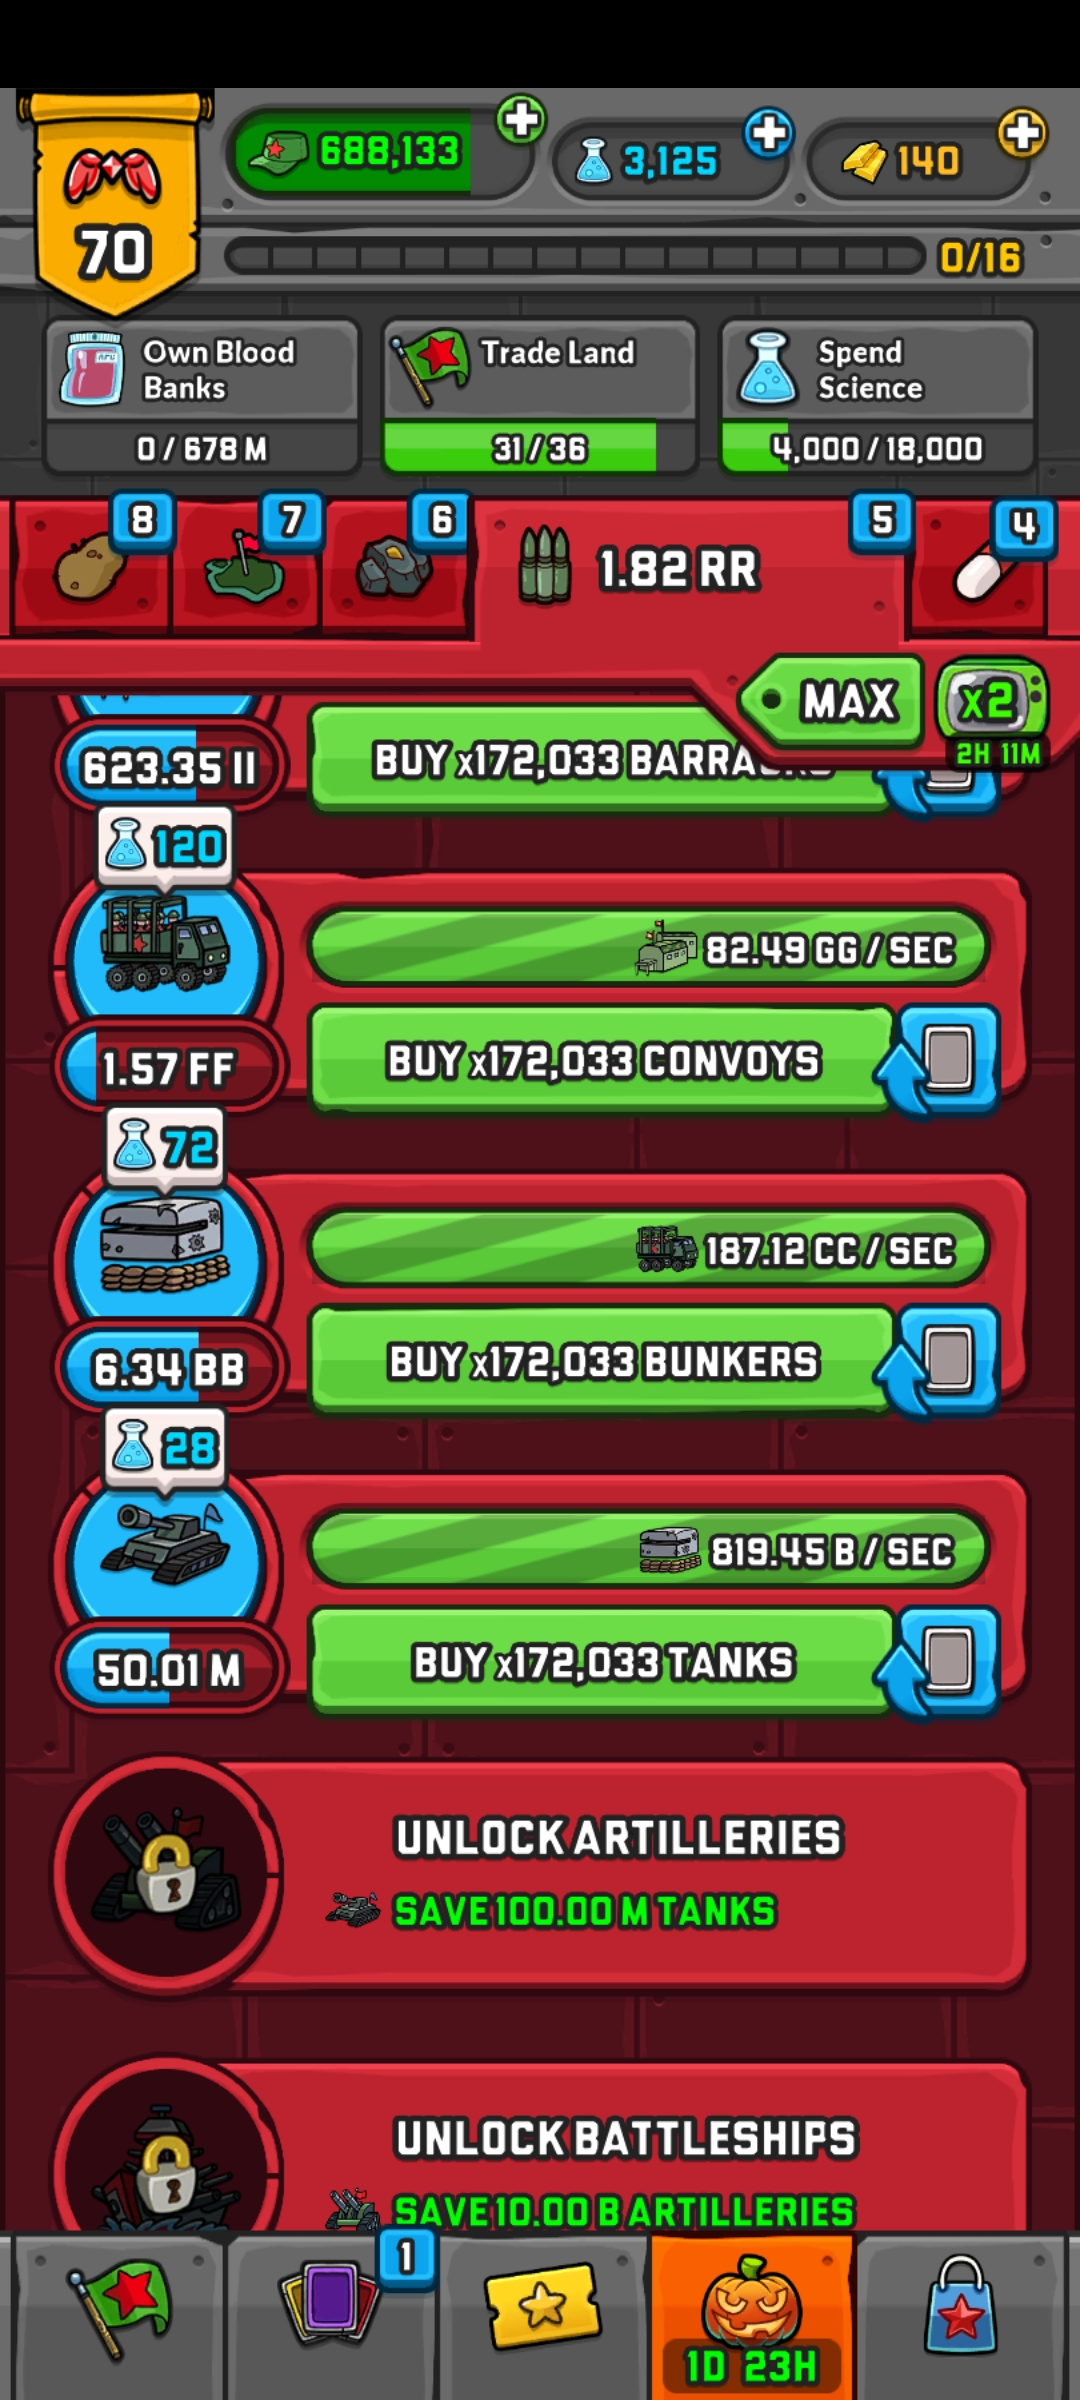 688,133
3,125
140
70
0/16
Own Blood
Banks
0 / 678 M
Trade Land
31 / 36
Spend
Science
4,000 / 18,000
8
7
6
1.82 RR
5
4
MAX
x2
2H 11M
623.35 II
BUY x172,033
120
82.49 GG / SEC
1.57 FF
BUY x172,033 CONVOYS
72
187.12 CC / SEC
6.34 BB
BUY x172,033 BUNKERS
28
819.45 B / SEC
50.01 M
BUY x172,033 TANKS
UNLOCK ARTILLERIES
SAVE 100.00 M TANKS
UNLOCK BATTLESHIPS
SAVE 10.00 B ARTILLERIES
1
1D 23H